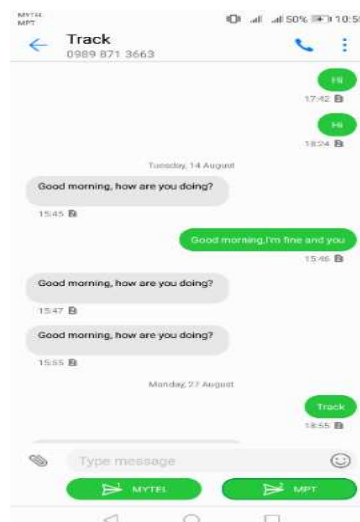 MYTEL
MPT
50% 10:5
Track
0989 871 3663
Hi
17:42
Hi
18:24
Tuesday, 14 August
Good morning, how are you doing?
15:45
Good morning,I'm fine and you
15:46
Good morning, how are you doing?
15:47
Good morning, how are you doing?
15:55
Monday, 27 August
Track
18:55
Type message
1 MYTEL
2 MPT